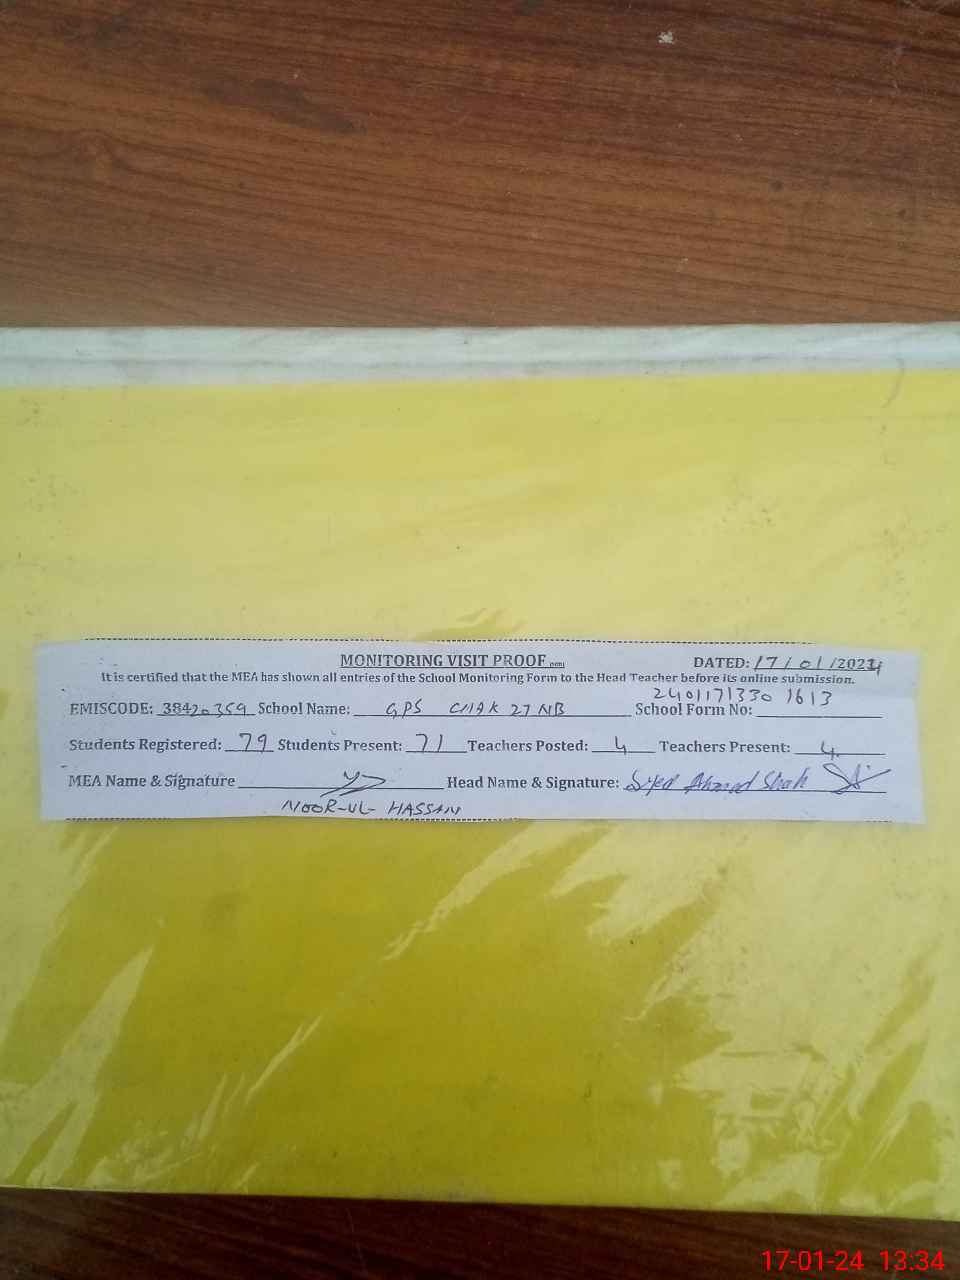 MONITORING VISIT PROOF
DATED: 17/01/2024
It is certified that the MEA has shown all entries of the School Monitoring Form to the Head Teacher before its online submission.
EMISCODE: 38420359 School Name: GPS CHAK 27 NB School Form No: 2401171330 1613
Students Registered: 79 Students Present: 71 Teachers Posted: 4 Teachers Present: 4
MEA Name & Signature Head Name & Signature: Syed Ahmad Shah
NOOR-UL-HASSAN
17-01-24 13:34